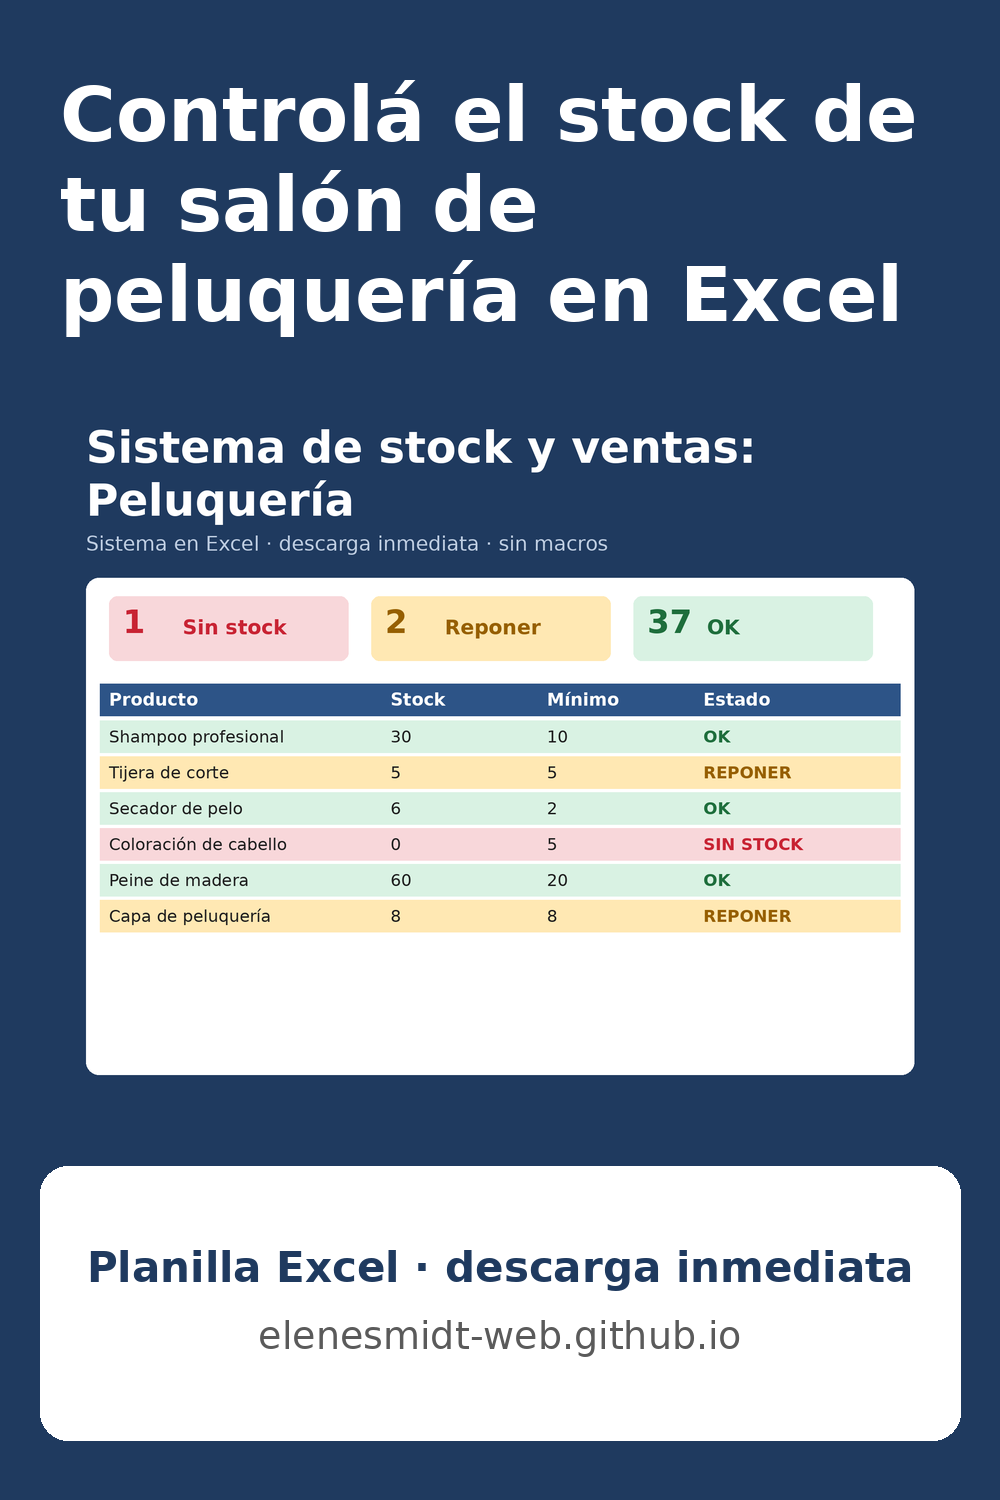 Controlá el stock de
tu salón de
peluquería en Excel
Sistema de stock y ventas:
Peluquería
Sistema en Excel · descarga inmediata · sin macros
1 Sin stock 2 Reponer 37 OK
Producto Stock Mínimo Estado
Shampoo profesional 30 10 OK
Tijera de corte 5 5 REPONER
Secador de pelo 6 2 OK
Coloración de cabello 0 5 SIN STOCK
Peine de madera 60 20 OK
Capa de peluquería 8 8 REPONER
Planilla Excel · descarga inmediata
elenesmidt-web.github.io